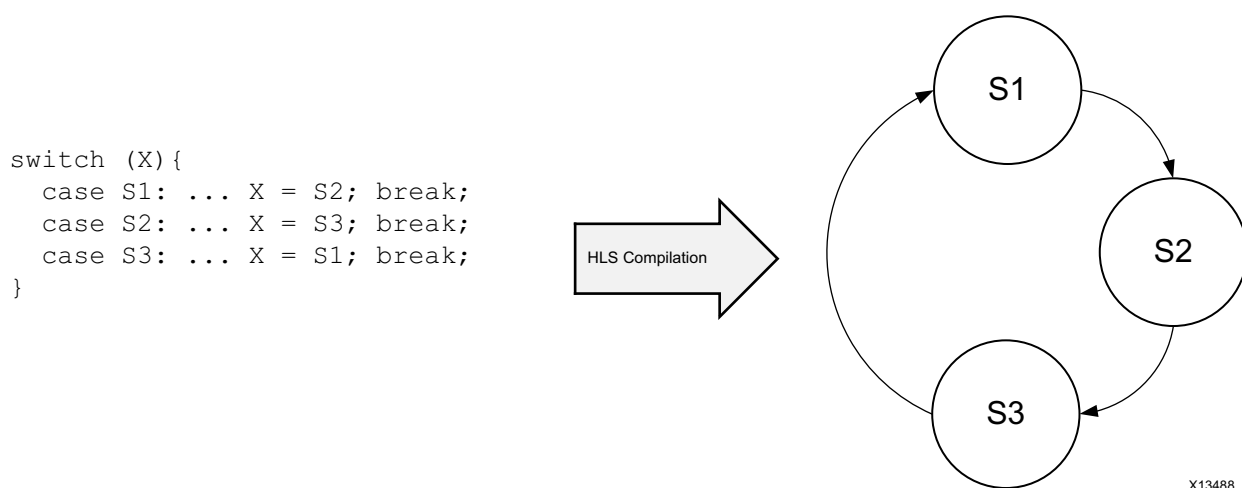 switch (X){
  case S1: ... X = S2; break;
  case S2: ... X = S3; break;
  case S3: ... X = S1; break;
}
HLS Compilation
S1
S2
S3
X13488